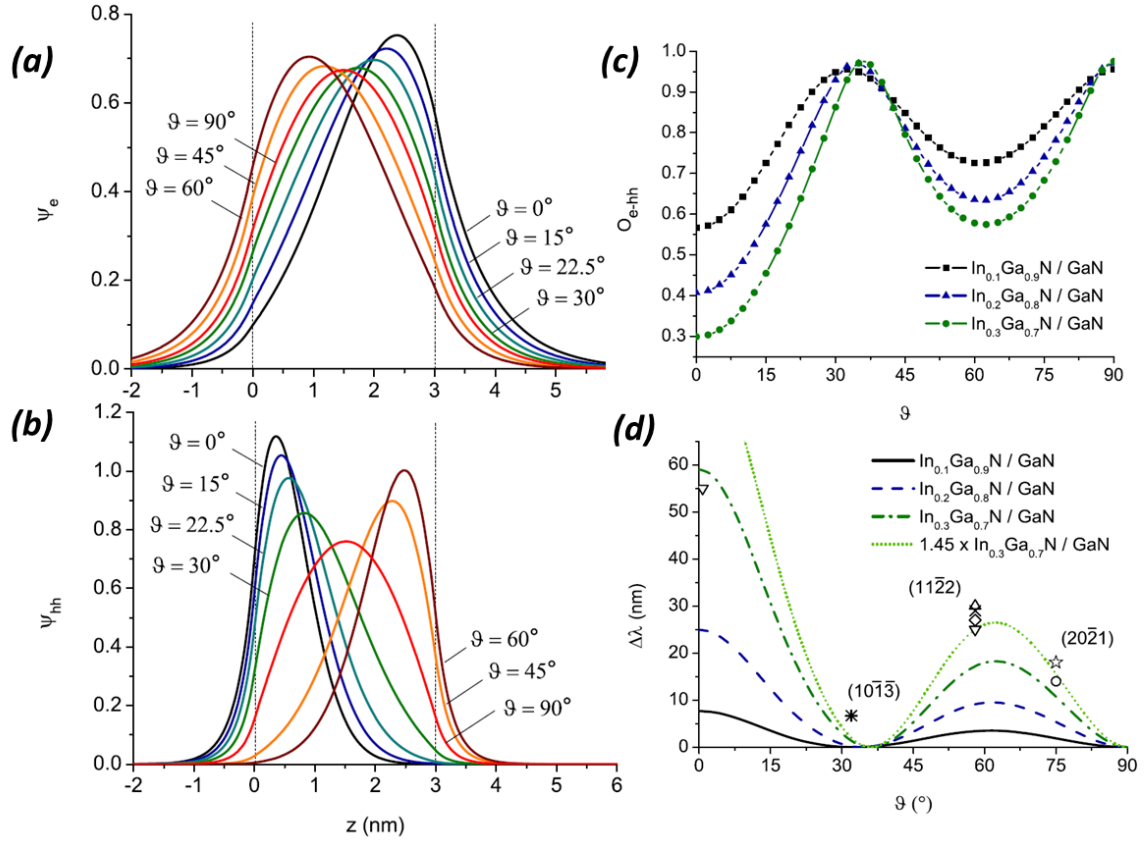 (a)
0.8
0.6
0.4
0.2
0.0
Ψe
ϑ = 90°
ϑ = 45°
ϑ = 60°
ϑ = 0°
ϑ = 15°
ϑ = 22.5°
ϑ = 30°
-2 -1 0 1 2 3 4 5
(b)
1.2
1.0
0.8
0.6
0.4
0.2
0.0
Ψhh
ϑ = 0°
ϑ = 15°
ϑ = 22.5°
ϑ = 30°
ϑ = 60°
ϑ = 45°
ϑ = 90°
-2 -1 0 1 2 3 4 5
z (nm)
(c)
1.0
0.9
0.8
0.7
0.6
0.5
0.4
0.3
Oe-hh
In0.1Ga0.9N / GaN
In0.2Ga0.8N / GaN
In0.3Ga0.7N / GaN
0 15 30 45 60 75 90
ϑ
(d)
60
50
40
30
20
10
0
Δλ (nm)
In0.1Ga0.9N / GaN
In0.2Ga0.8N / GaN
In0.3Ga0.7N / GaN
1.45 x In0.3Ga0.7N / GaN
(112̅2)
(202̅1)
(101̅3̅)
0 15 30 45 60 75 90
ϑ (°)